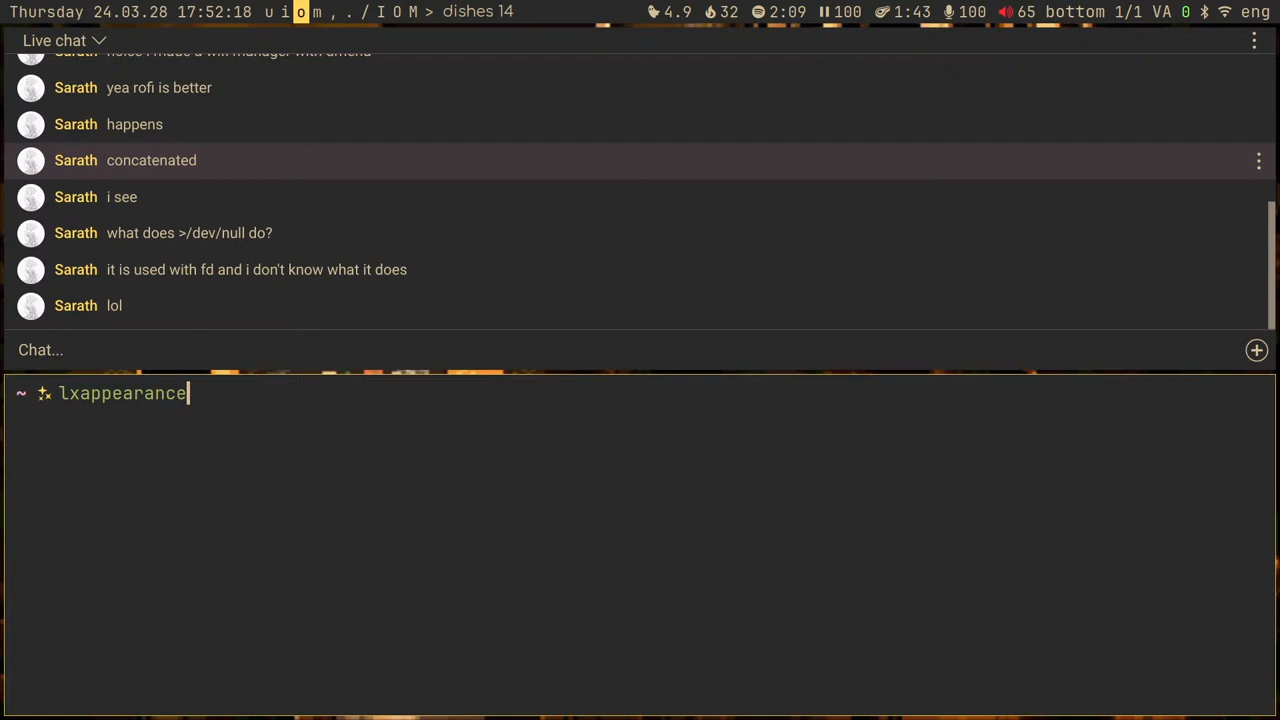 Thursday 24.03.28 17:52:18 u i o m , . / I O M > dishes 14 4.9 32 2:09 100 1:43 100 65 bottom 1/1 VA 0 eng
Live chat
Sarath
Sarath yea rofi is better
Sarath happens
Sarath concatenated
Sarath i see
Sarath what does >/dev/null do?
Sarath it is used with fd and i don't know what it does
Sarath lol
Chat...
~ lxappearance